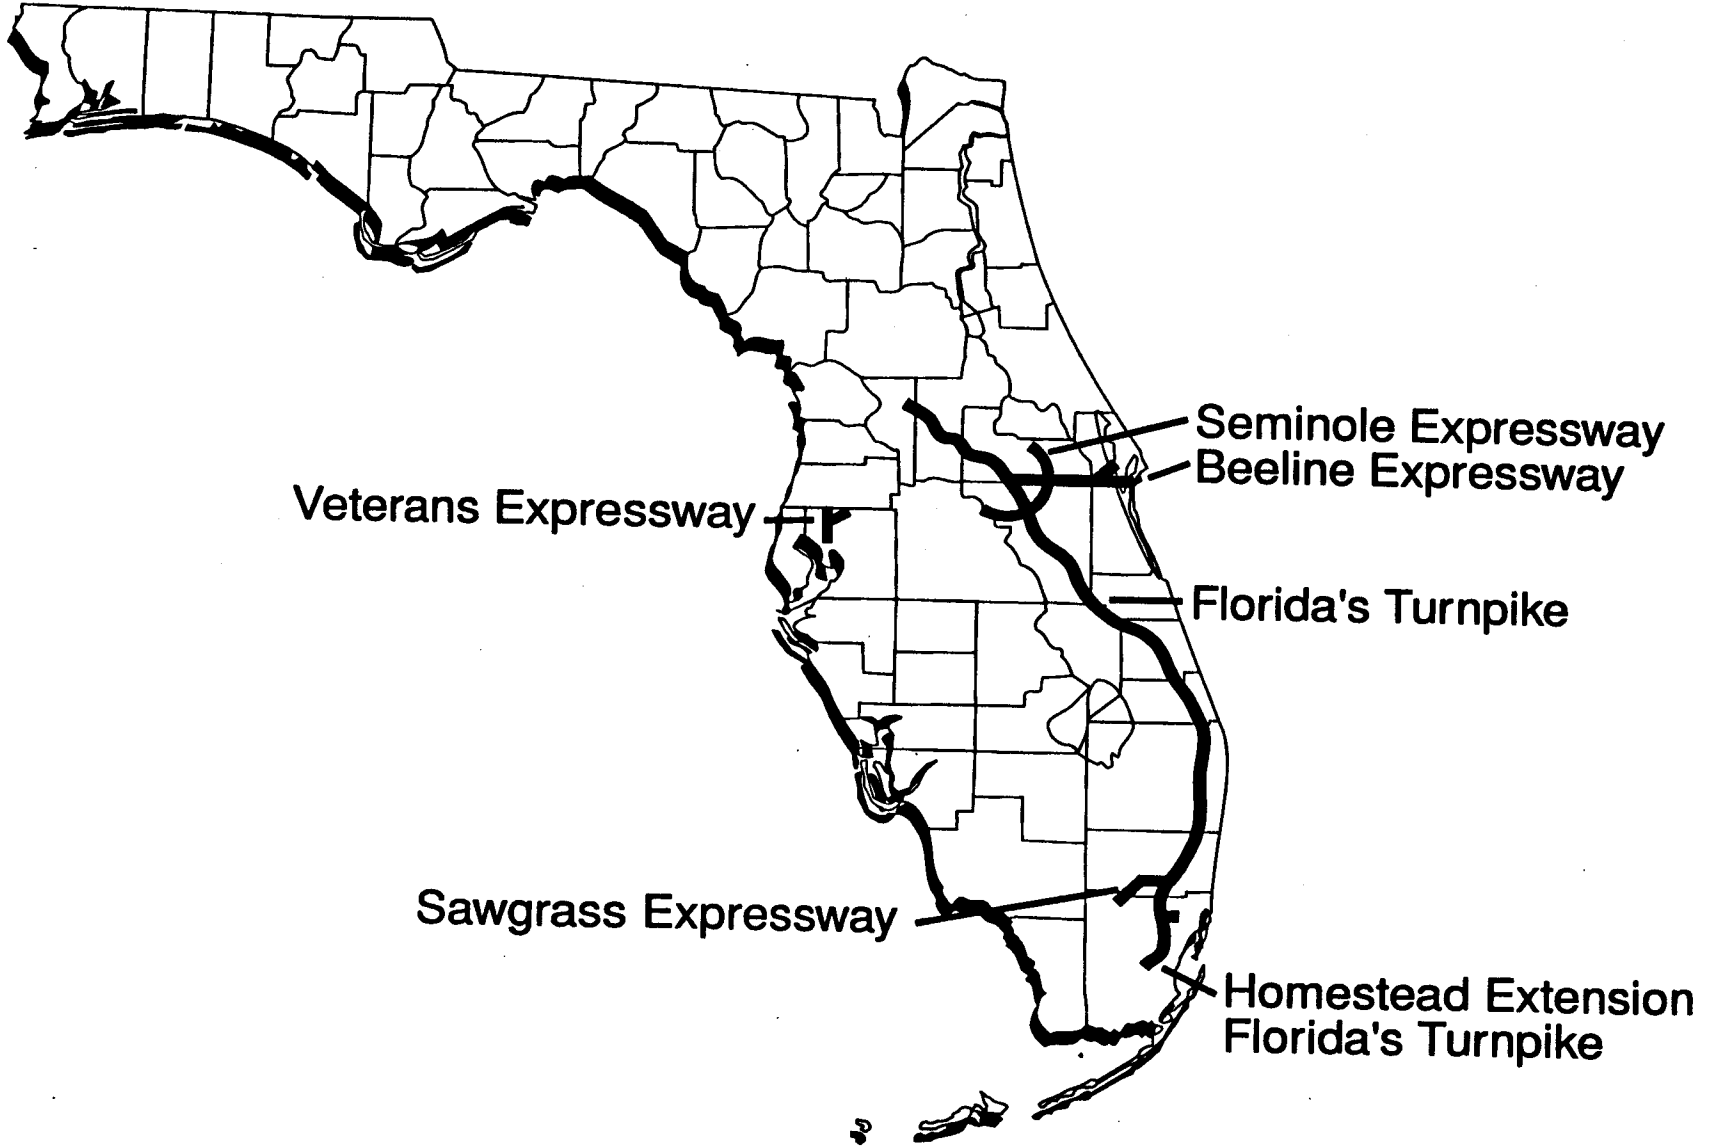 Seminole Expressway
Beeline Expressway
Veterans Expressway
Florida's Turnpike
Sawgrass Expressway
Homestead Extension
Florida's Turnpike